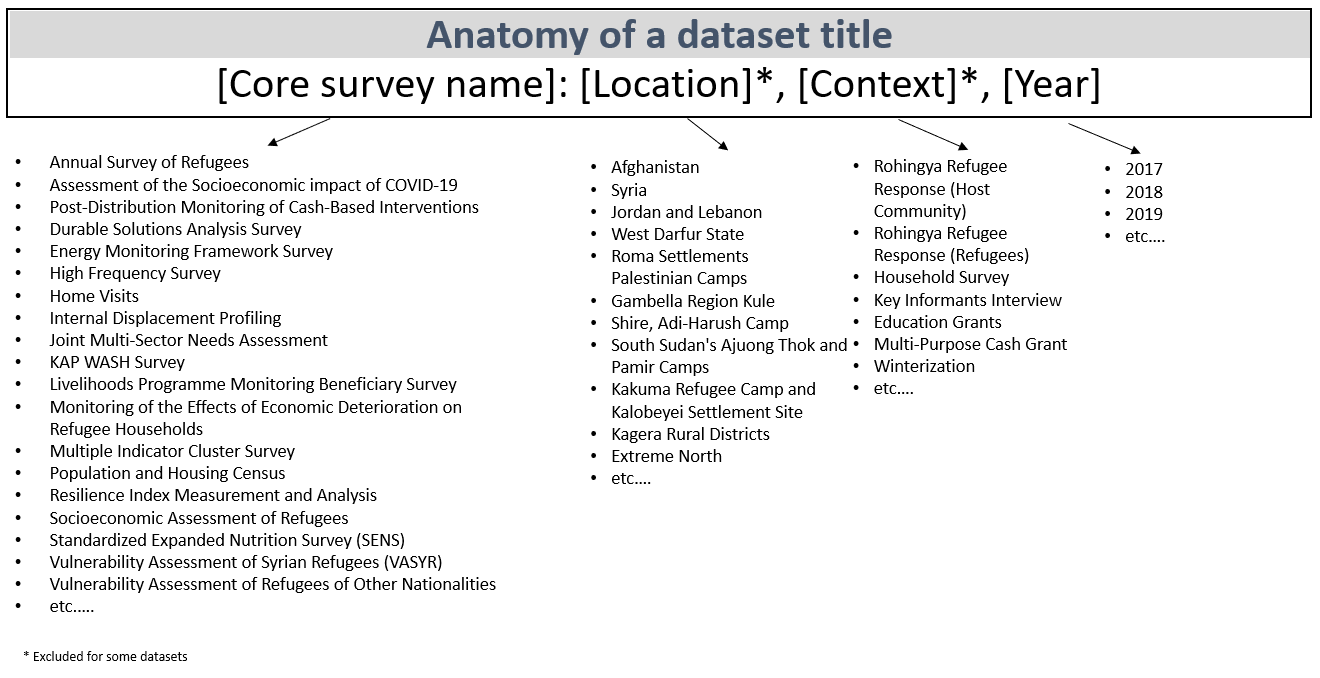 Anatomy of a dataset title
[Core survey name]: [Location]*, [Context]*, [Year]
• Annual Survey of Refugees
• Assessment of the Socioeconomic impact of COVID-19
• Post-Distribution Monitoring of Cash-Based Interventions
• Durable Solutions Analysis Survey
• Energy Monitoring Framework Survey
• High Frequency Survey
• Home Visits
• Internal Displacement Profiling
• Joint Multi-Sector Needs Assessment
• KAP WASH Survey
• Livelihoods Programme Monitoring Beneficiary Survey
• Monitoring of the Effects of Economic Deterioration on
Refugee Households
• Multiple Indicator Cluster Survey
• Population and Housing Census
• Resilience Index Measurement and Analysis
• Socioeconomic Assessment of Refugees
• Standardized Expanded Nutrition Survey (SENS)
• Vulnerability Assessment of Syrian Refugees (VASYR)
• Vulnerability Assessment of Refugees of Other Nationalities
• etc.....
• Afghanistan
• Syria
• Jordan and Lebanon
• West Darfur State
• Roma Settlements
Palestinian Camps
• Gambella Region Kule
• Shire, Adi-Harush Camp
• South Sudan's Ajuong Thok and
Pamir Camps
• Kakuma Refugee Camp and
Kalobeyei Settlement Site
• Kagera Rural Districts
• Extreme North
• etc....
• Rohingya Refugee
Response (Host
Community)
• Rohingya Refugee
Response (Refugees)
• Household Survey
• Key Informants Interview
• Education Grants
• Multi-Purpose Cash Grant
• Winterization
• etc....
• 2017
• 2018
• 2019
• etc....
* Excluded for some datasets